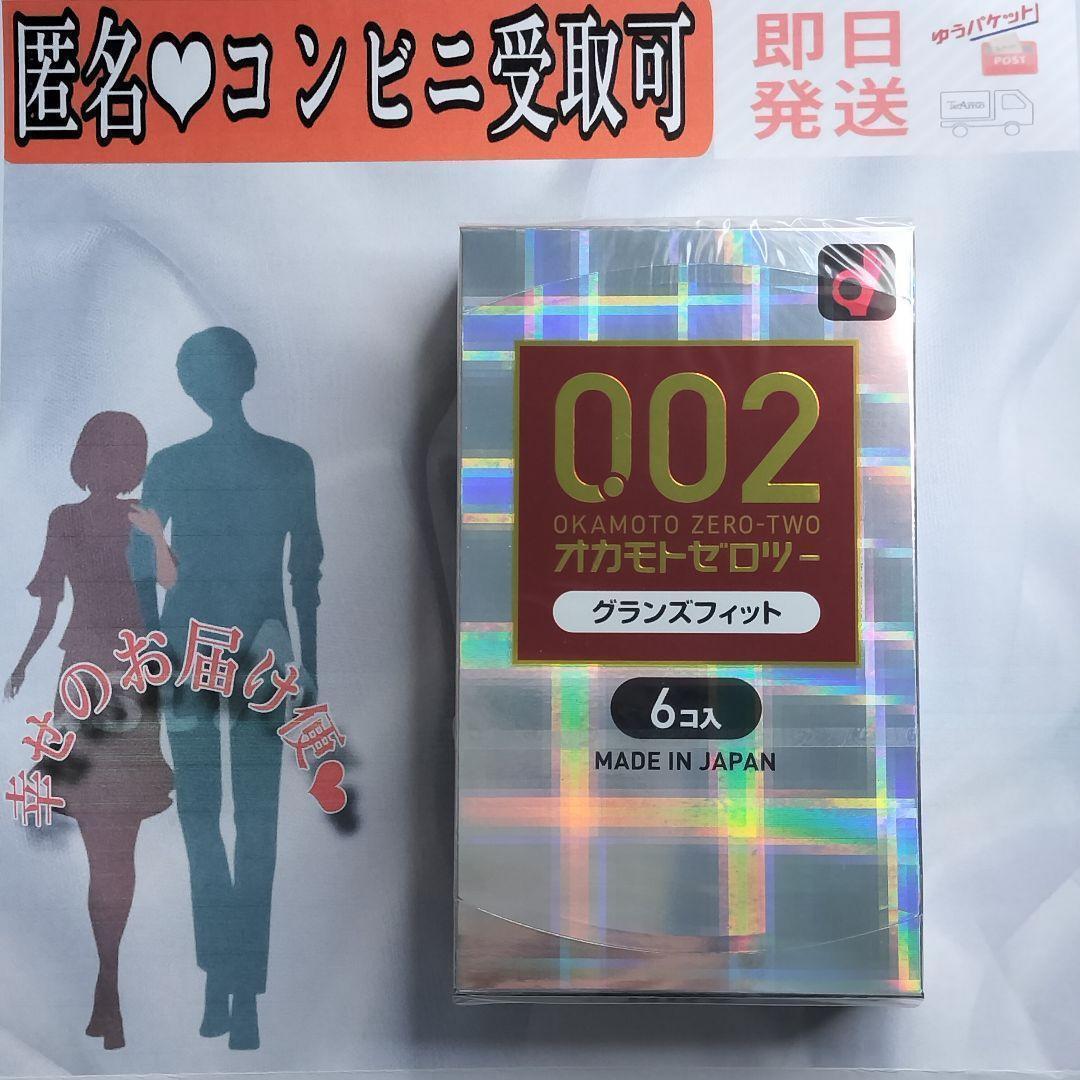 匿名♥コンビニ受取可
即日
発送
ゆうパケット
POST
幸せのお届け便♥
0.02
OKAMOTO ZERO-TWO
オカモトゼロツー
グランズフィット
6コ入
MADE IN JAPAN